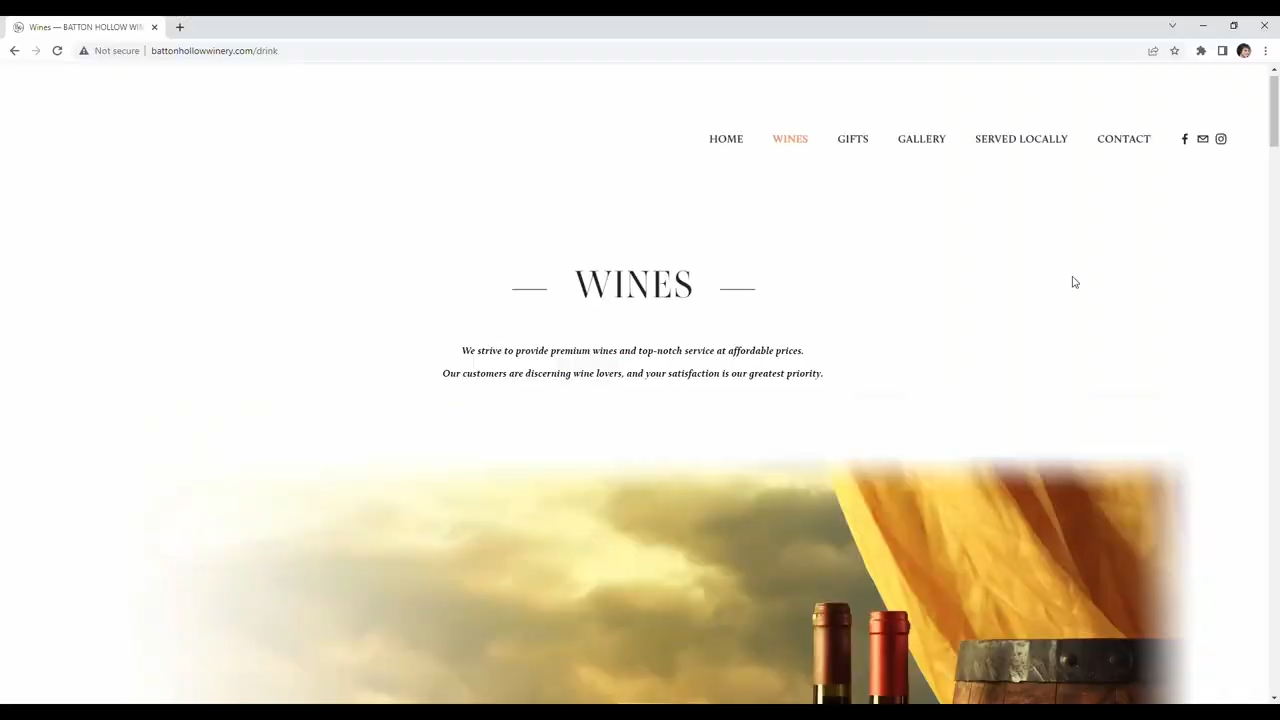 Wines — BATTON HOLLOW WIN
Not secure
battonhollowwinery.com/drink
HOME WINES GIFTS GALLERY SERVED LOCALLY CONTACT
WINES
We strive to provide premium wines and top-notch service at affordable prices.
Our customers are discerning wine lovers, and your satisfaction is our greatest priority.